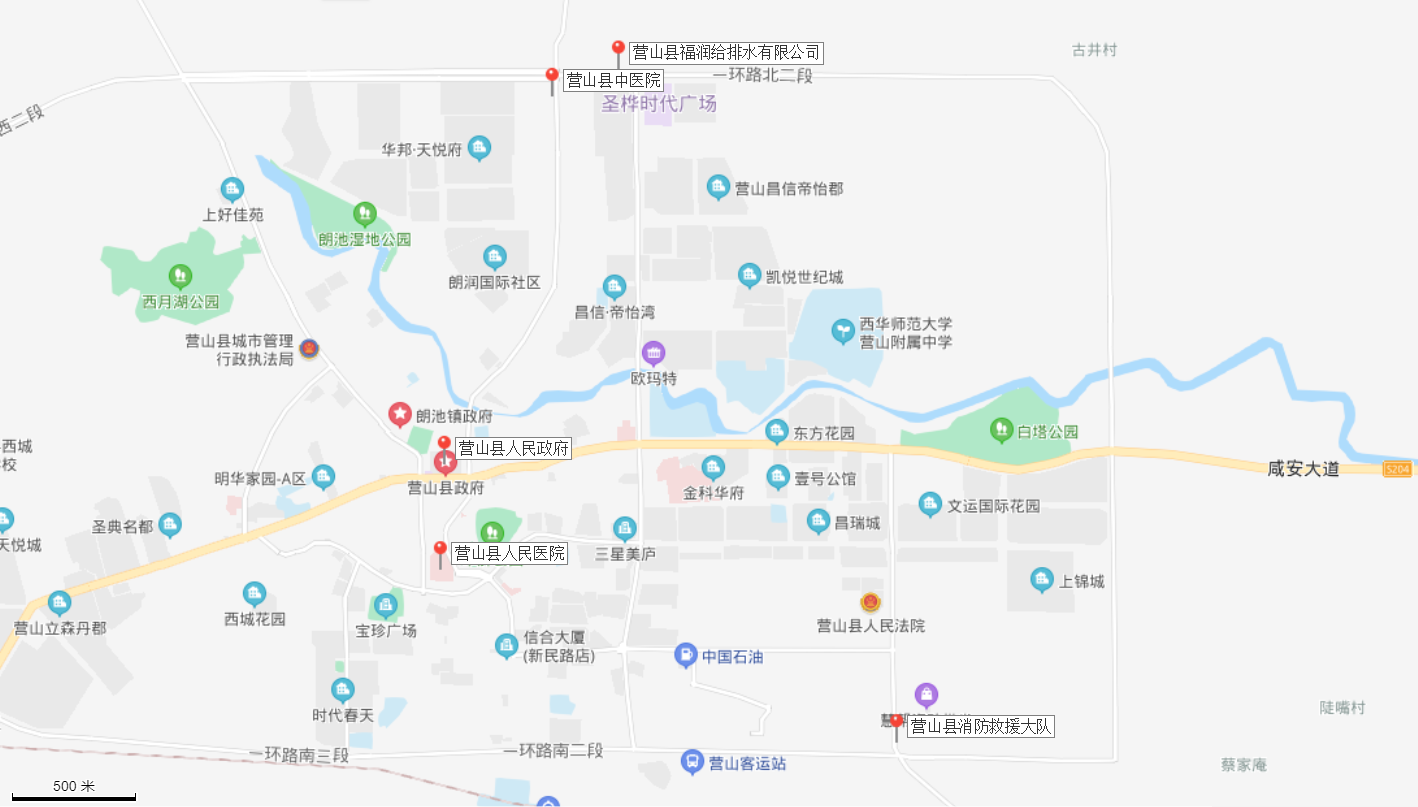 古井村
营山县福润给排水有限公司
一环路北二段
营山县中医院
圣桦时代广场
西二段
华邦·天悦府
营山昌信帝怡郡
上好佳苑
朗池湿地公园
凯悦世纪城
朗润国际社区
西月湖公园
昌信·帝怡湾
西华师范大学
营山附属中学
营山县城市管理
行政执法局
欧玛特
朗池镇政府
东方花园
白塔公园
西城
校
营山县人民政府
咸安大道
S204
明华家园-A区
营山县政府
金科华府
壹号公馆
文运国际花园
圣典名都
昌瑞城
天悦城
营山县人民医院
三星美庐
上锦城
西城花园
营山立森丹郡
宝珍广场
营山县人民法院
信合大厦
(新民路店)
中国石油
时代春天
陡嘴村
营山县消防救援大队
一环路南三段
一环路南二段
营山客运站
蔡家庵
500 米